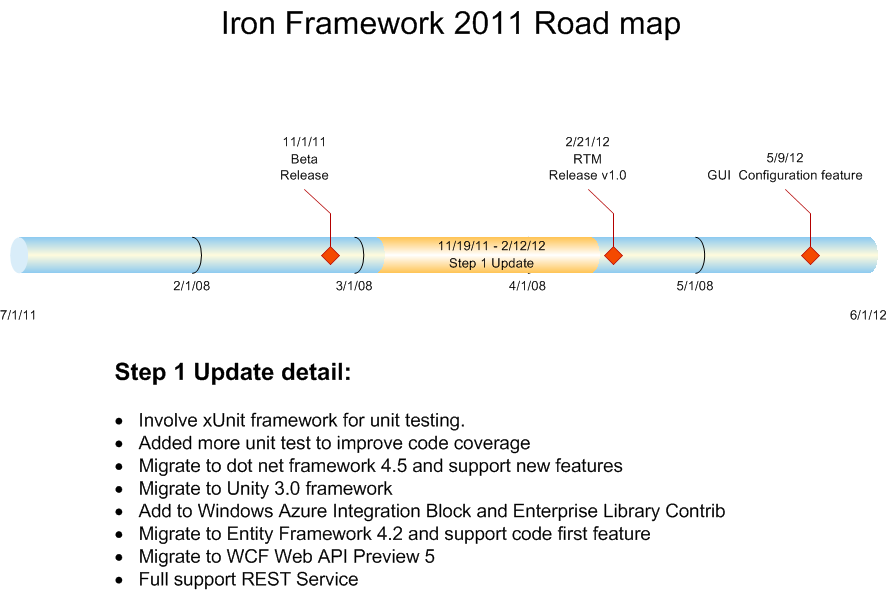 Iron Framework 2011 Road map
11/1/11
Beta
Release
2/21/12
RTM
Release v1.0
5/9/12
GUI  Configuration feature
11/19/11 - 2/12/12
Step 1 Update
2/1/08
3/1/08
4/1/08
5/1/08
7/1/11
6/1/12
Step 1 Update detail:
• Involve xUnit framework for unit testing.
• Added more unit test to improve code coverage
• Migrate to dot net framework 4.5 and support new features
• Migrate to Unity 3.0 framework
• Add to Windows Azure Integration Block and Enterprise Library Contrib
• Migrate to Entity Framework 4.2 and support code first feature
• Migrate to WCF Web API Preview 5
• Full support REST Service